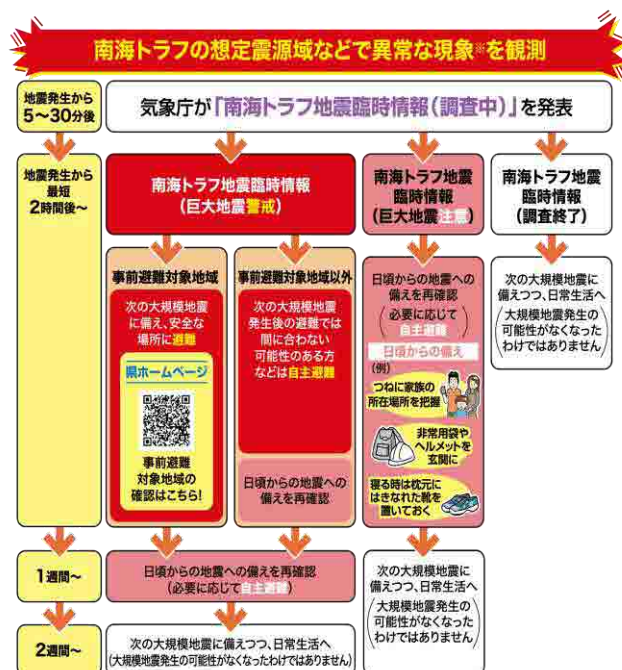 南海トラフの想定震源域などで異常な現象※を観測
地震発生から
5～30分後
気象庁が「南海トラフ地震臨時情報(調査中)」を発表
地震発生から
最短
2時間後～
南海トラフ地震臨時情報
(巨大地震警戒)
南海トラフ地震
臨時情報
(巨大地震注意)
南海トラフ地震
臨時情報
(調査終了)
事前避難対象地域
次の大規模地震
に備え、安全な
場所に避難
県ホームページ
事前避難
対象地域の
確認はこちら!
事前避難対象地域以外
次の大規模地震
発生後の避難では
間に合わない
可能性のある方
などは自主避難
日頃からの地震への
備えを再確認
日頃からの地震への
備えを再確認
(必要に応じて
自主避難)
日頃からの備え
(例)
つねに家族の
所在場所を把握
非常用袋や
ヘルメットを
玄関に
寝る時は枕元に
はきなれた靴を
置いておく
次の大規模地震に
備えつつ、日常生活へ
(大規模地震発生の
可能性がなくなった
わけではありません)
1週間～
日頃からの地震への備えを再確認
(必要に応じて自主避難)
次の大規模地震に
備えつつ、日常生活へ
(大規模地震発生の
可能性がなくなった
わけではありません)
2週間～
次の大規模地震に備えつつ、日常生活へ
(大規模地震発生の可能性がなくなったわけではありません)